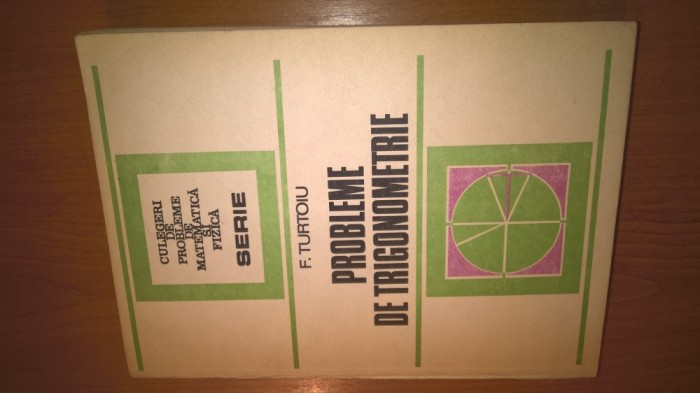 CULEGERI
DE
PROBLEME
DE
MATEMATICĂ
ȘI
FIZICĂ
SERIE
F. TURTOIU
PROBLEME
DE TRIGONOMETRIE